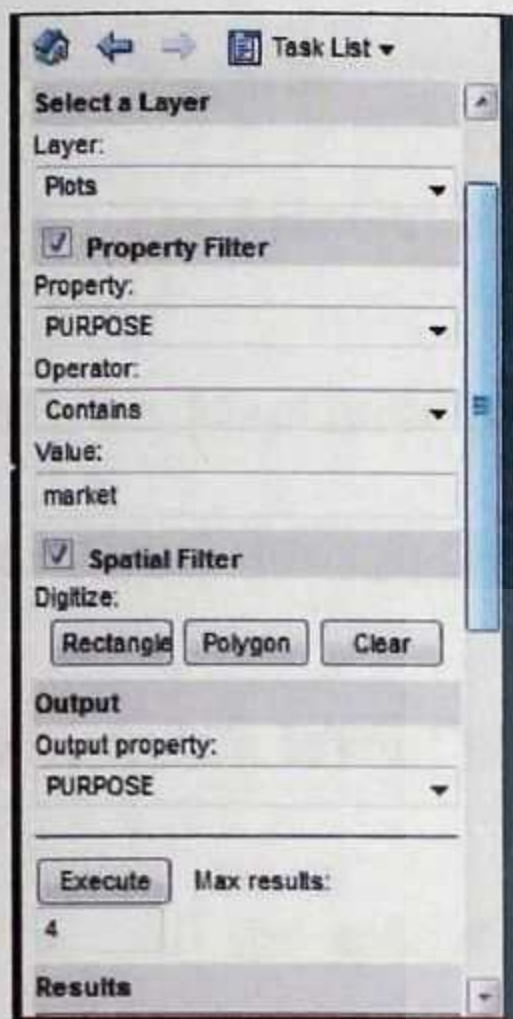 Task List
Select a Layer
Layer:
Plots
Property Filter
Property:
PURPOSE
Operator:
Contains
Value:
market
Spatial Filter
Digitize:
Rectangle Polygon Clear
Output
Output property:
PURPOSE
Execute Max results:
4
Results